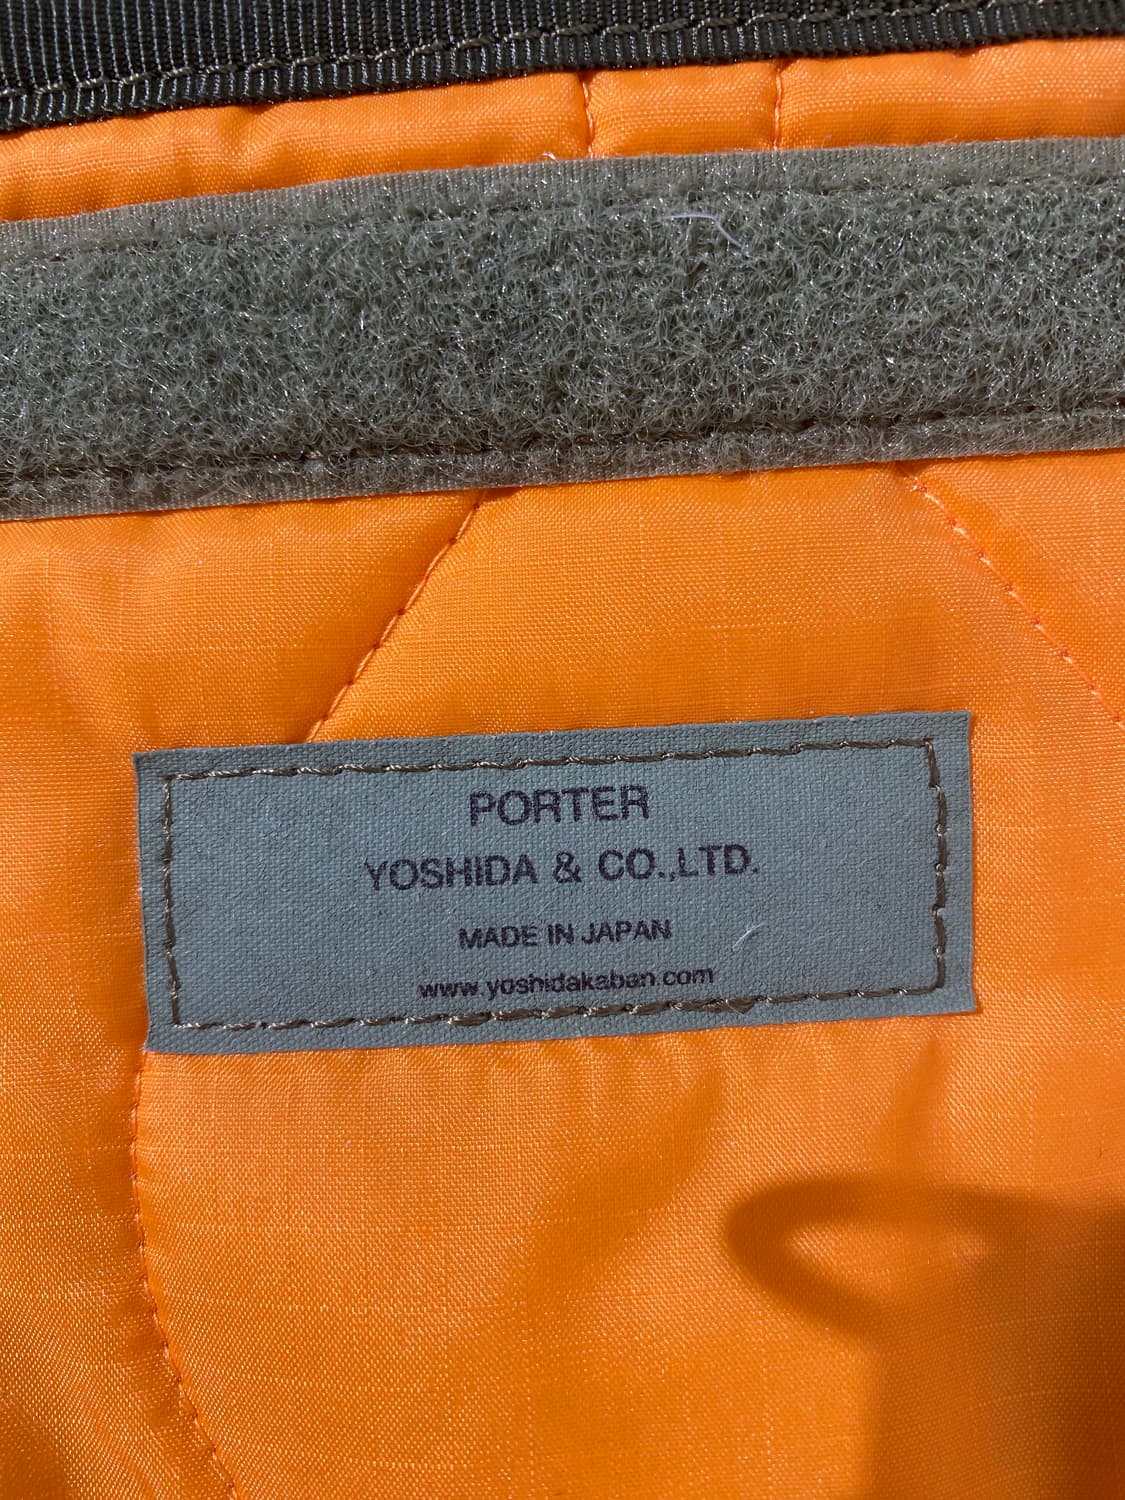 PORTER
YOSHIDA & CO.,LTD.
MADE IN JAPAN
www.yoshidakaban.com